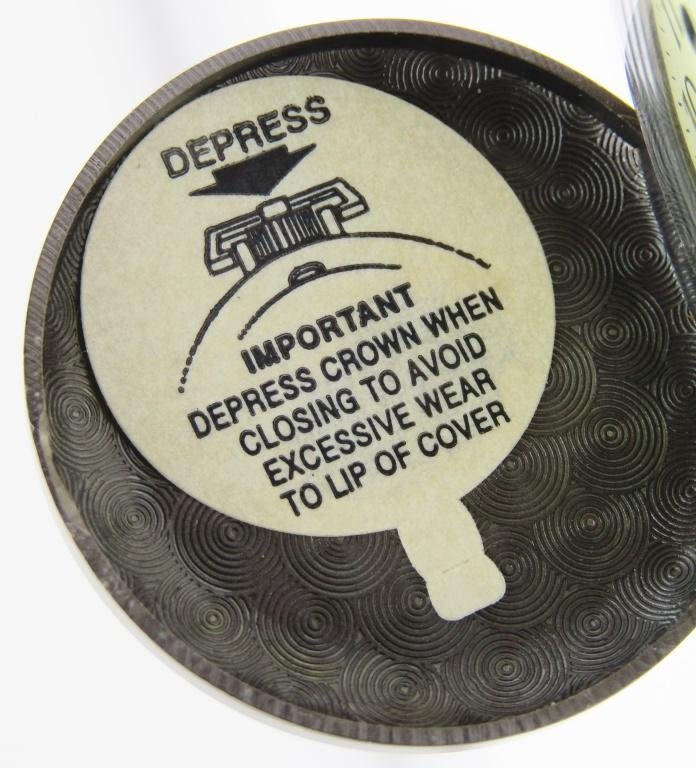 DEPRESS
IMPORTANT
DEPRESS CROWN WHEN
CLOSING TO AVOID
EXCESSIVE WEAR
TO LIP OF COVER